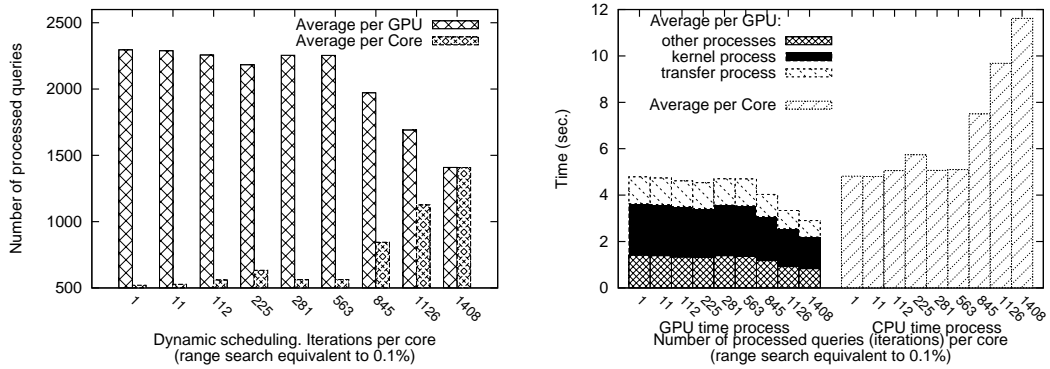 2500
2000
1500
1000
500
Number of processed queries
Average per GPU
Average per Core
1
11
112
225
281
563
845
1126
1408
Dynamic scheduling. Iterations per core
(range search equivalent to 0.1%)
12
10
8
6
4
2
0
Time (sec.)
Average per GPU:
other processes
kernel process
transfer process
Average per Core
1
11
112
225
281
563
845
1126
1408
1
11
112
225
281
563
845
1126
1408
GPU time process
CPU time process
Number of processed queries (iterations) per core
(range search equivalent to 0.1%)